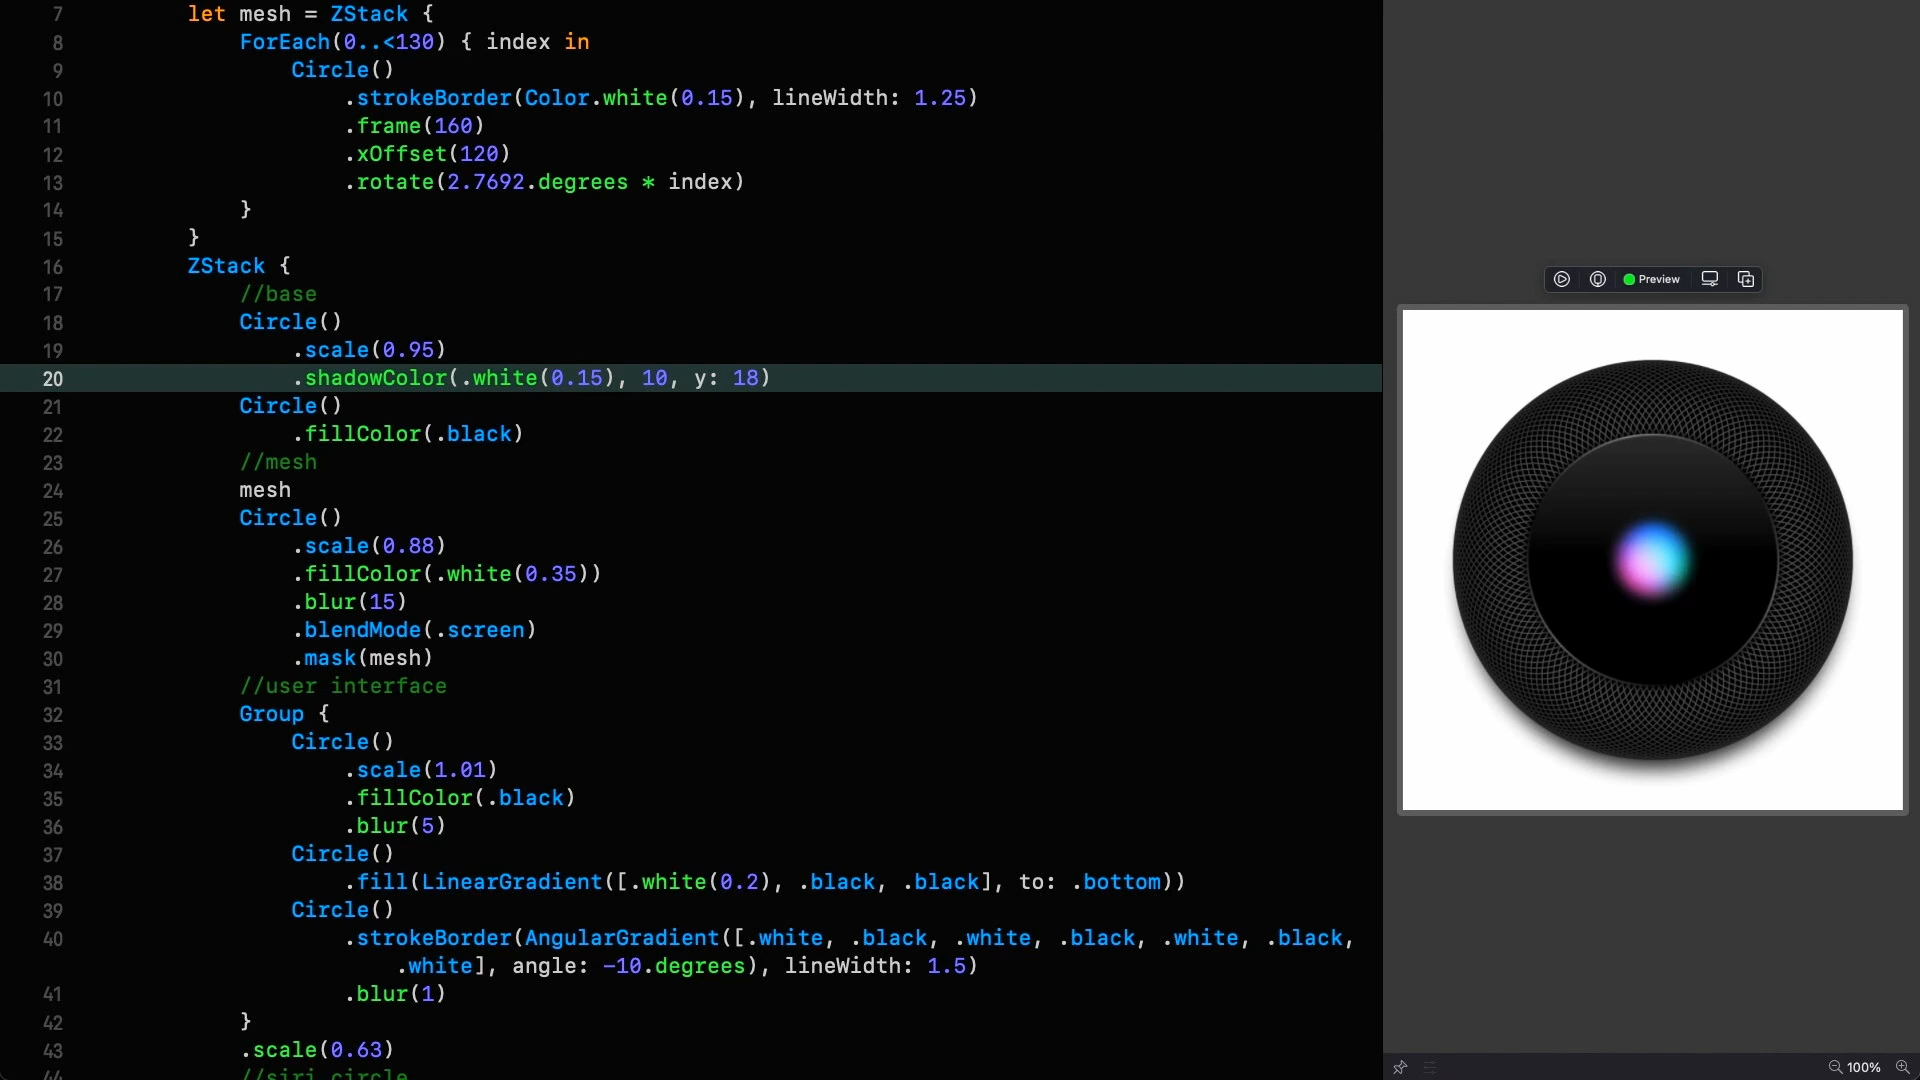 7 let mesh = ZStack {
8 ForEach(0..<130) { index in
9 Circle()
10 .strokeBorder(Color.white(0.15), lineWidth: 1.25)
11 .frame(160)
12 .xOffset(120)
13 .rotate(2.7692.degrees * index)
14 }
15 }
16 ZStack {
17 //base
18 Circle()
19 .scale(0.95)
20 .shadowColor(.white(0.15), 10, y: 18)
21 Circle()
22 .fillColor(.black)
23 //mesh
24 mesh
25 Circle()
26 .scale(0.88)
27 .fillColor(.white(0.35))
28 .blur(15)
29 .blendMode(.screen)
30 .mask(mesh)
31 //user interface
32 Group {
33 Circle()
34 .scale(1.01)
35 .fillColor(.black)
36 .blur(5)
37 Circle()
38 .fill(LinearGradient([.white(0.2), .black, .black], to: .bottom))
39 Circle()
40 .strokeBorder(AngularGradient([.white, .black, .white, .black, .white, .black,
.white], angle: -10.degrees), lineWidth: 1.5)
41 .blur(1)
42 }
43 .scale(0.63)
44 //siri circle
Preview
100%